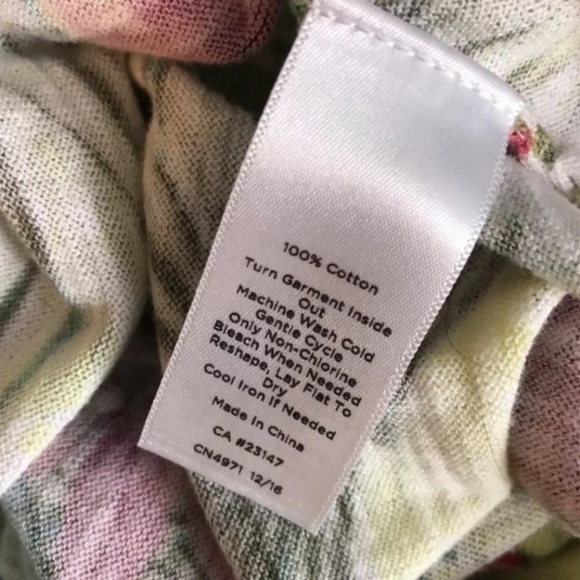 100% Cotton
Turn Garment Inside
Out
Machine Wash Cold
Gentle Cycle
Only Non-Chlorine
Bleach When Needed
Reshape, Lay Flat To
Dry
Cool Iron If Needed
Made In China
CA #23147
CN4971 12/16